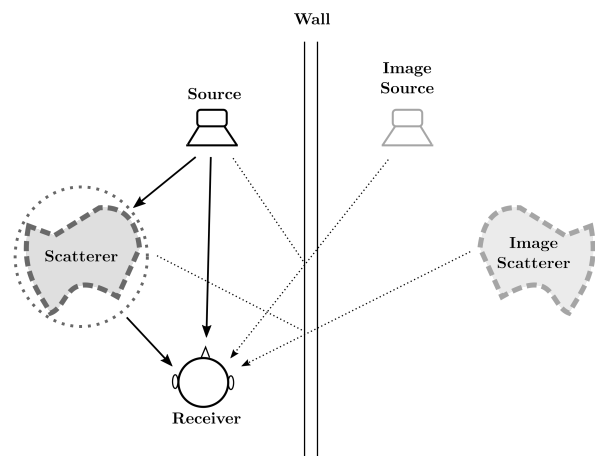 Wall
Source
Image
Source
Scatterer
Image
Scatterer
Receiver